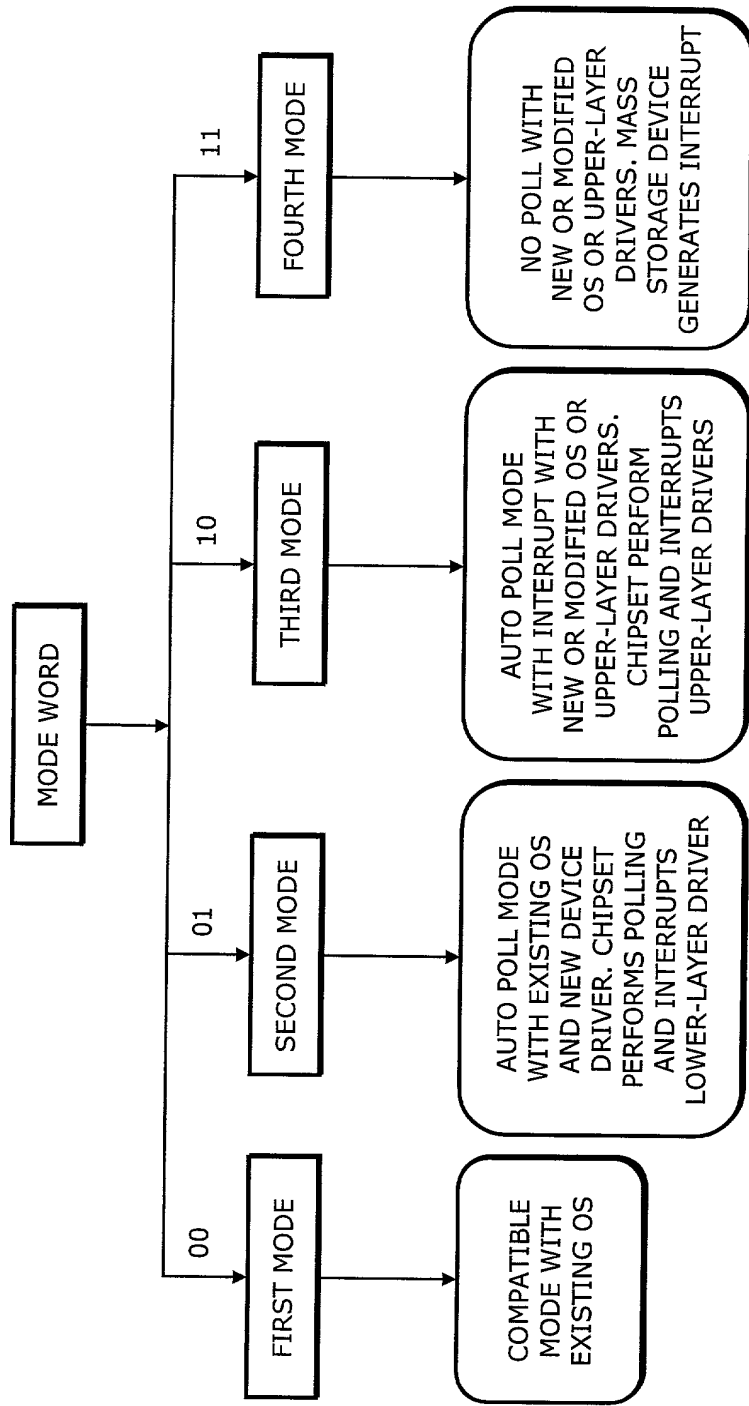 MODE WORD
00
01
10
11
FIRST MODE
SECOND MODE
THIRD MODE
FOURTH MODE
COMPATIBLE
MODE WITH
EXISTING OS
AUTO POLL MODE
WITH EXISTING OS
AND NEW DEVICE
DRIVER. CHIPSET
PERFORMS POLLING
AND INTERRUPTS
LOWER-LAYER DRIVER
AUTO POLL MODE
WITH INTERRUPT WITH
NEW OR MODIFIED OS OR
UPPER-LAYER DRIVERS.
CHIPSET PERFORM
POLLING AND INTERRUPTS
UPPER-LAYER DRIVERS
NO POLL WITH
NEW OR MODIFIED
OS OR UPPER-LAYER
DRIVERS. MASS
STORAGE DEVICE
GENERATES INTERRUPT